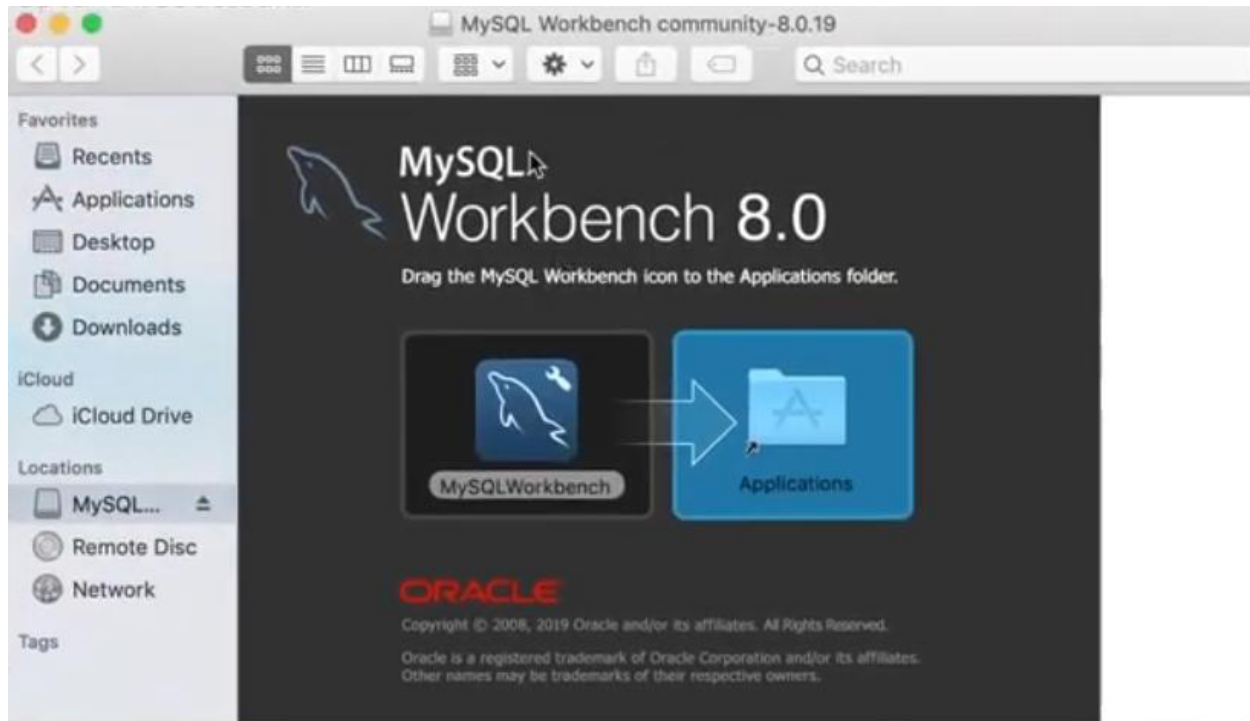 MySQL Workbench community-8.0.19
Search
Favorites
Recents
Applications
Desktop
Documents
Downloads
iCloud
iCloud Drive
Locations
MySQL...
Remote Disc
Network
Tags
MySQL
Workbench 8.0
Drag the MySQL Workbench icon to the Applications folder.
MySQLWorkbench
Applications
ORACLE
Copyright © 2008, 2019 Oracle and/or its affiliates. All Rights Reserved.
Oracle is a registered trademark of Oracle Corporation and/or its affiliates.
Other names may be trademarks of their respective owners.